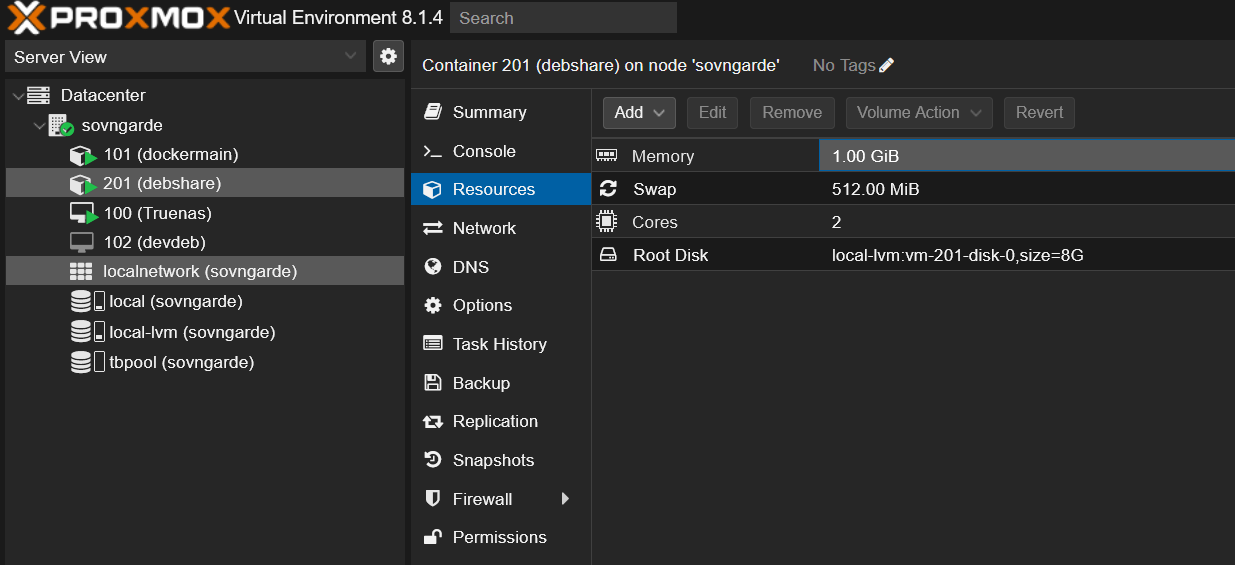 PROXMOX Virtual Environment 8.1.4 Search
Server View
Datacenter
sovngarde
101 (dockermain)
201 (debshare)
100 (Truenas)
102 (devdeb)
localnetwork (sovngarde)
local (sovngarde)
local-lvm (sovngarde)
tbpool (sovngarde)
Container 201 (debshare) on node 'sovngarde' No Tags
Summary
Console
Resources
Network
DNS
Options
Task History
Backup
Replication
Snapshots
Firewall
Permissions
Add Edit Remove Volume Action Revert
Memory 1.00 GiB
Swap 512.00 MiB
Cores 2
Root Disk local-lvm:vm-201-disk-0,size=8G